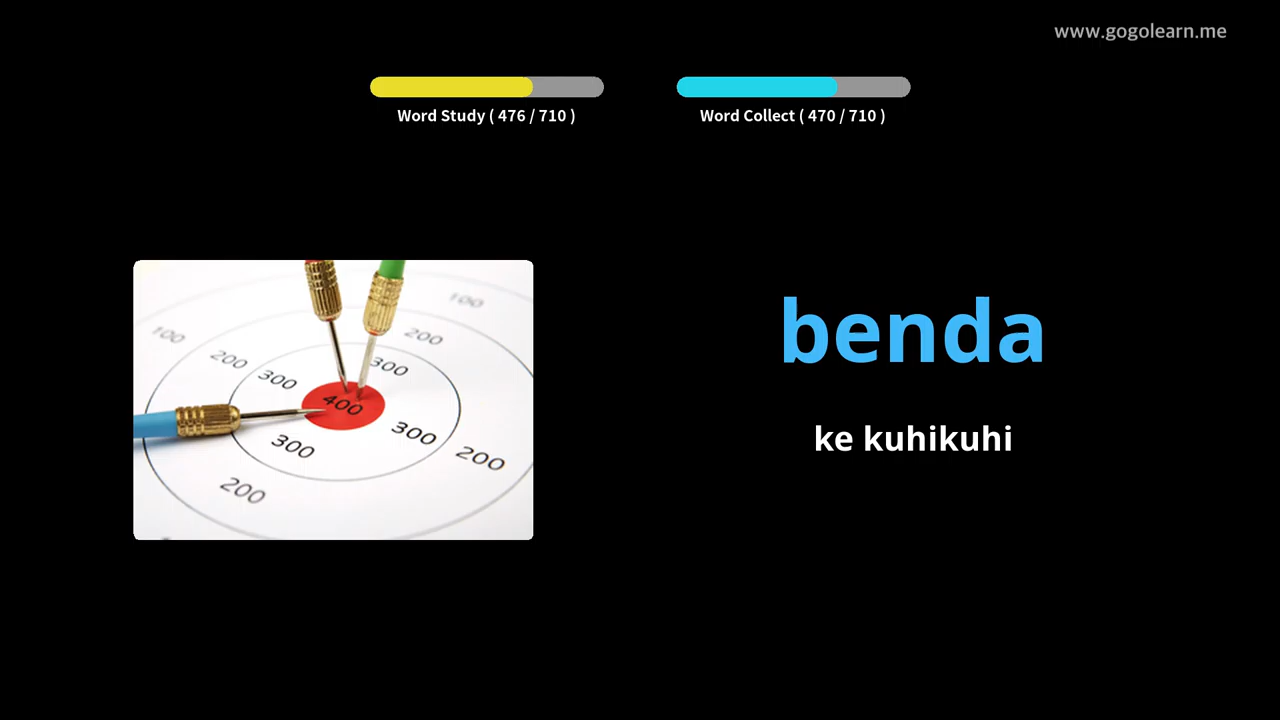 www.gogolearn.me
Word Study ( 476 / 710 )
Word Collect ( 470 / 710 )
benda
ke kuhikuhi
100
100
200
200
300
300
400
300
300
200
200